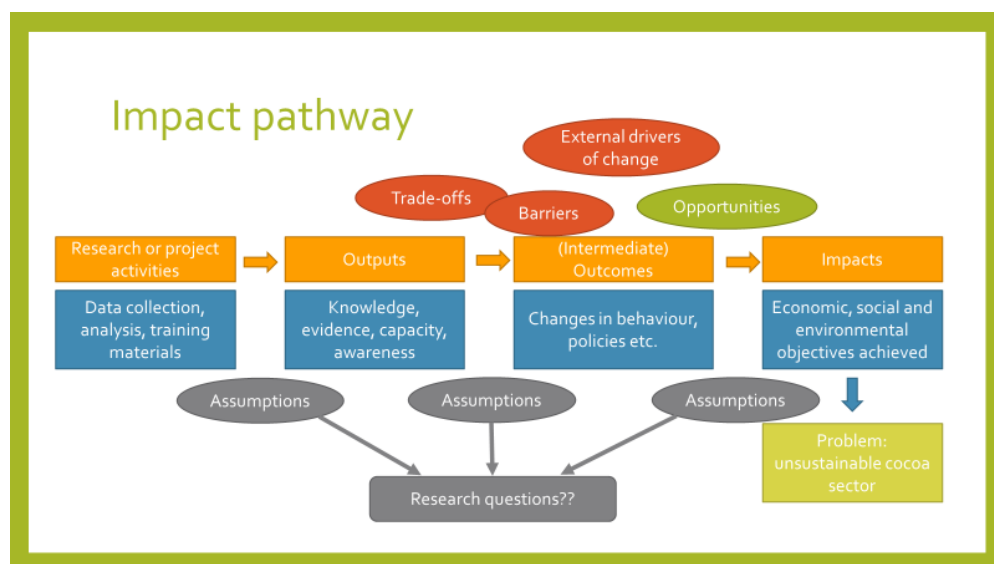 Impact pathway
External drivers
of change
Trade-offs
Barriers
Opportunities
Research or project
activities
Outputs
(Intermediate)
Outcomes
Impacts
Data collection,
analysis, training
materials
Knowledge,
evidence, capacity,
awareness
Changes in behaviour,
policies etc.
Economic, social and
environmental
objectives achieved
Assumptions
Assumptions
Assumptions
Problem:
unsustainable cocoa
sector
Research questions??